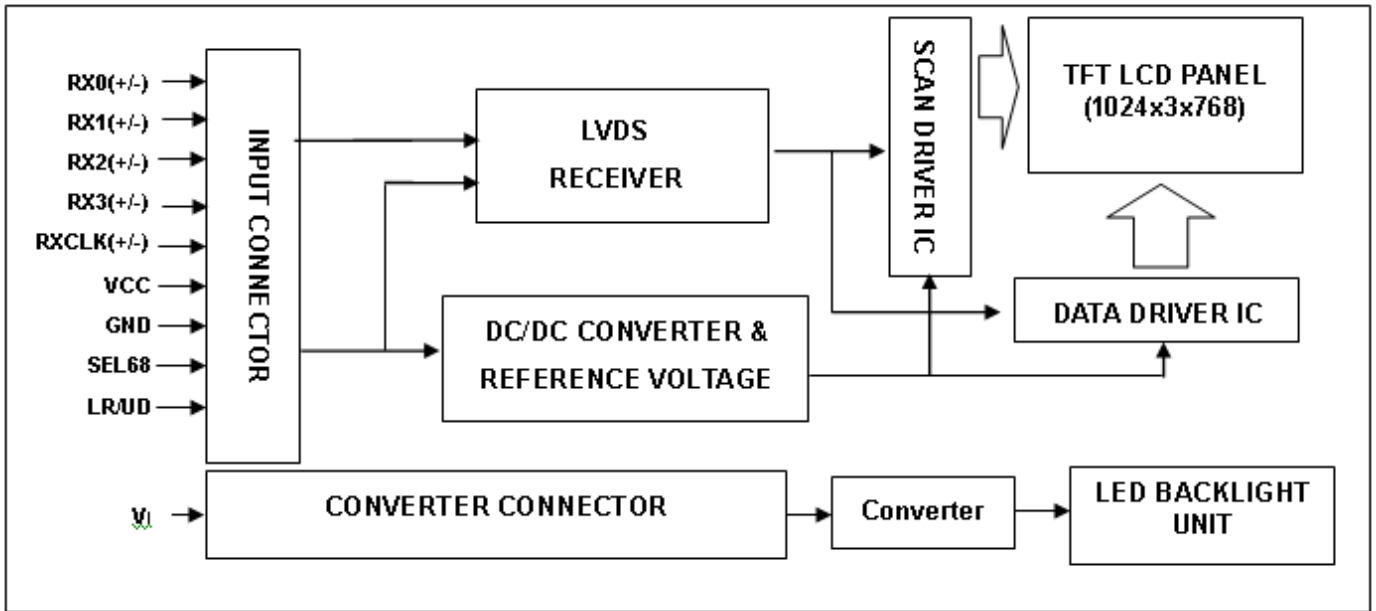 RX0(+/-)
RX1(+/-)
RX2(+/-)
RX3(+/-)
RXCLK(+/-)
VCC
GND
SEL68
LR/UD
INPUT CONNECTOR
LVDS
RECEIVER
DC/DC CONVERTER &
REFERENCE VOLTAGE
SCAN DRIVER IC
TFT LCD PANEL
(1024x3x768)
DATA DRIVER IC
VI
CONVERTER CONNECTOR
Converter
LED BACKLIGHT
UNIT